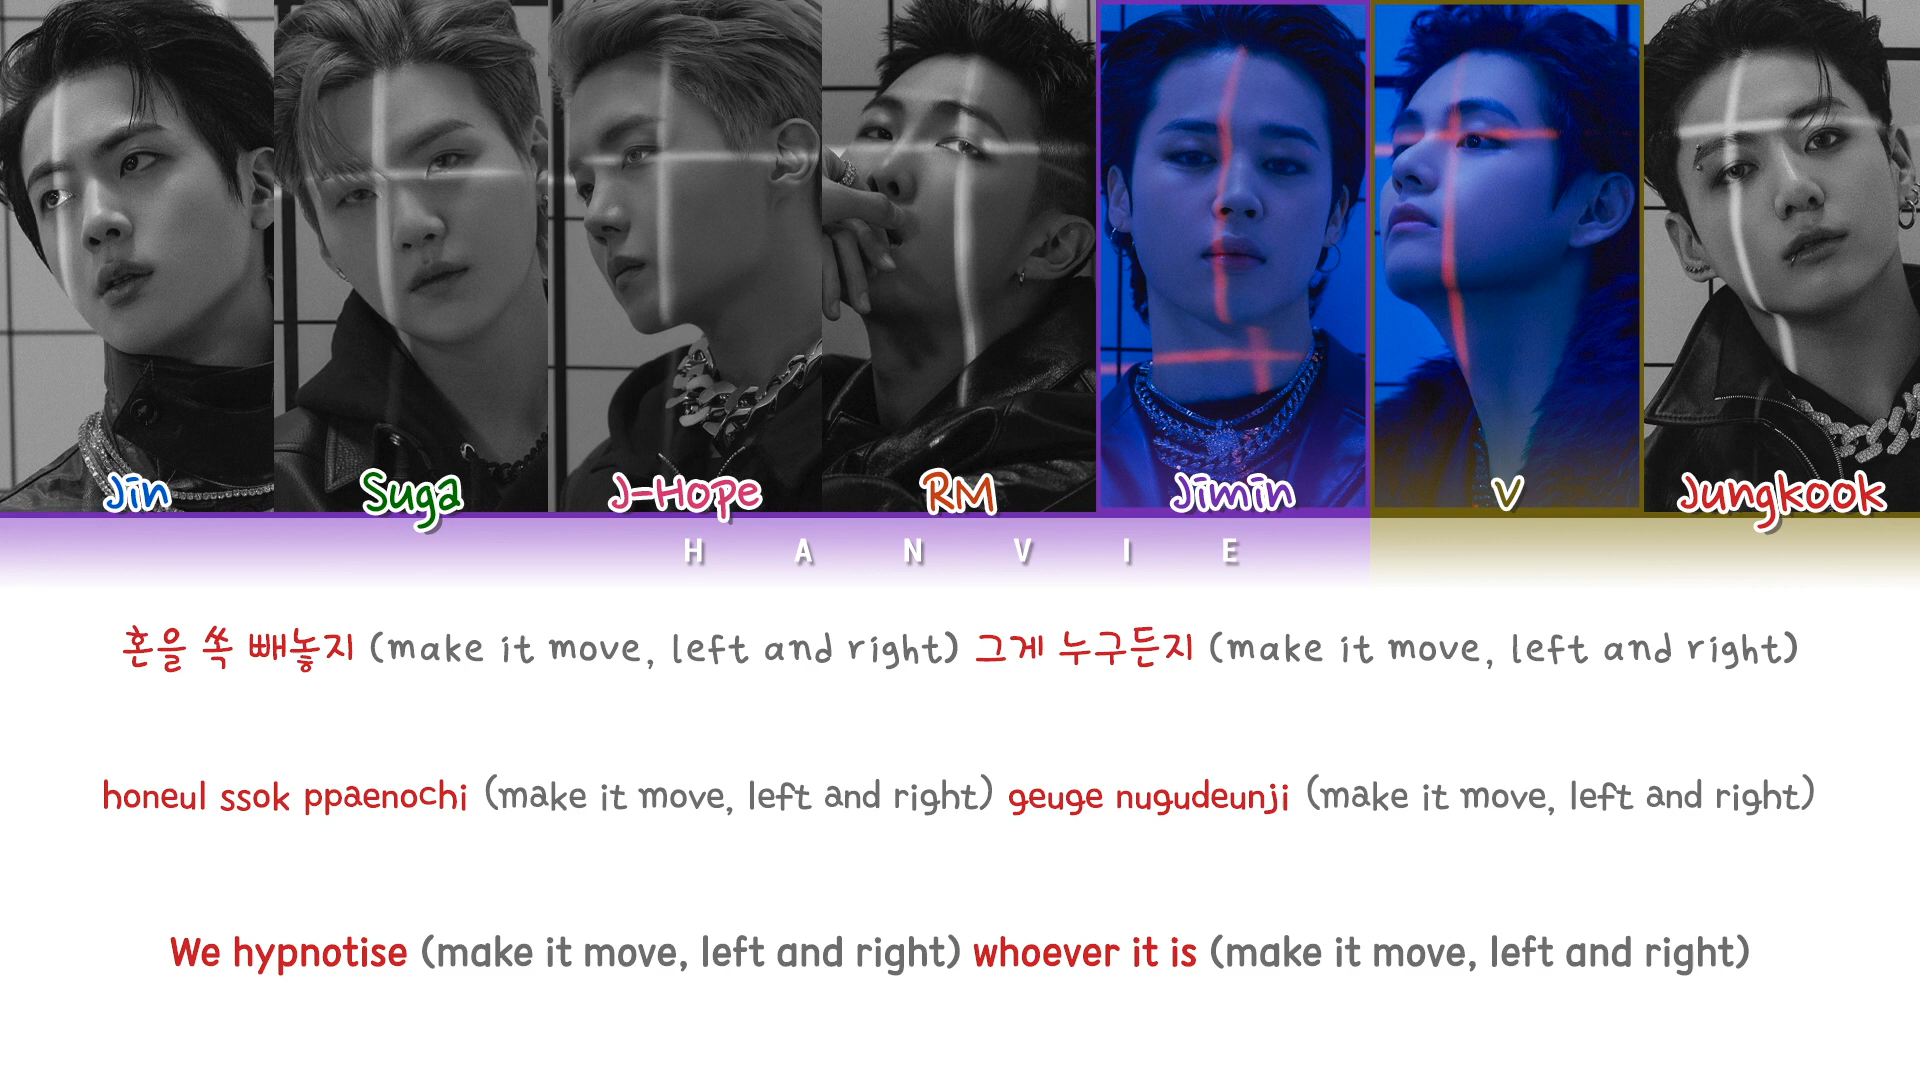 Jin Suga J-Hope RM Jimin V Jungkook
H A N V I E
혼을 쏙 빼놓지 (make it move, left and right) 그게 누구든지 (make it move, left and right)
honeul ssok ppaenochi (make it move, left and right) geuge nugudeunji (make it move, left and right)
We hypnotise (make it move, left and right) whoever it is (make it move, left and right)